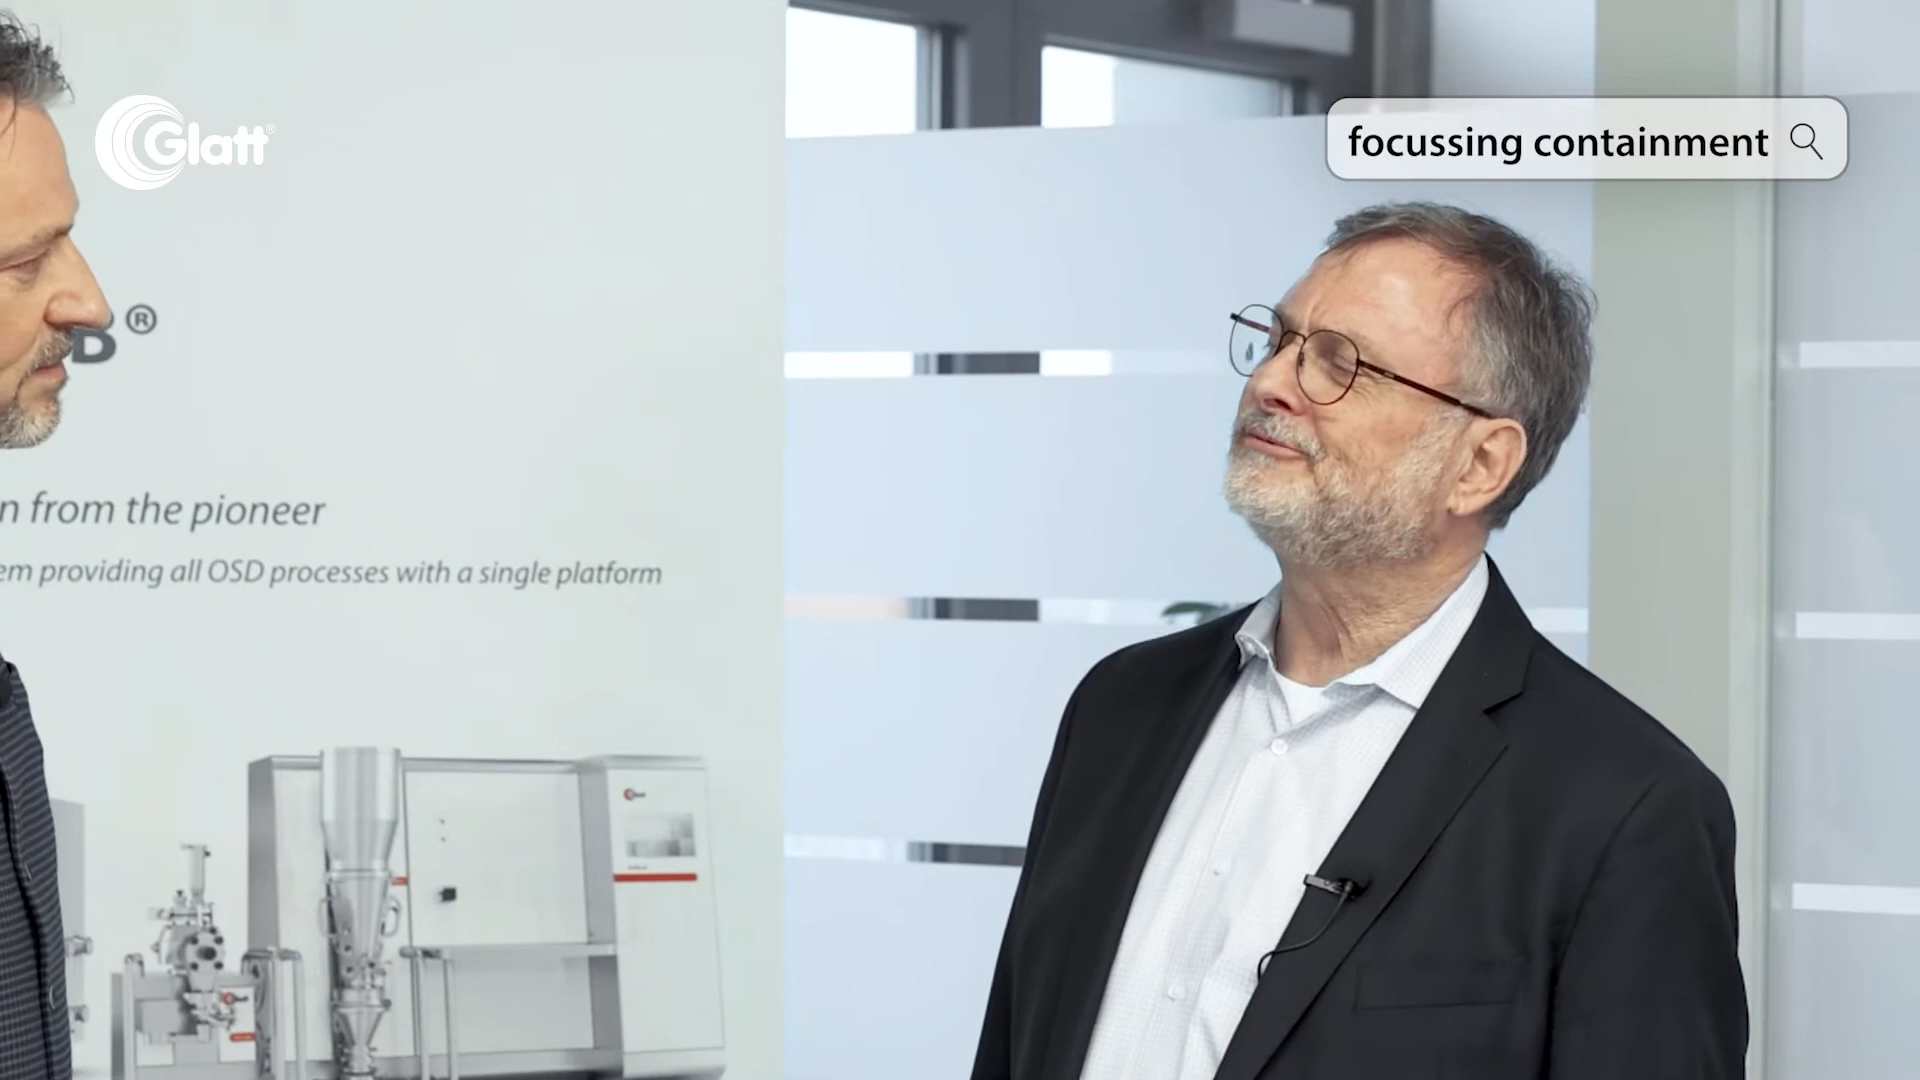 Glatt®
focussing containment
B®
n from the pioneer
em providing all OSD processes with a single platform